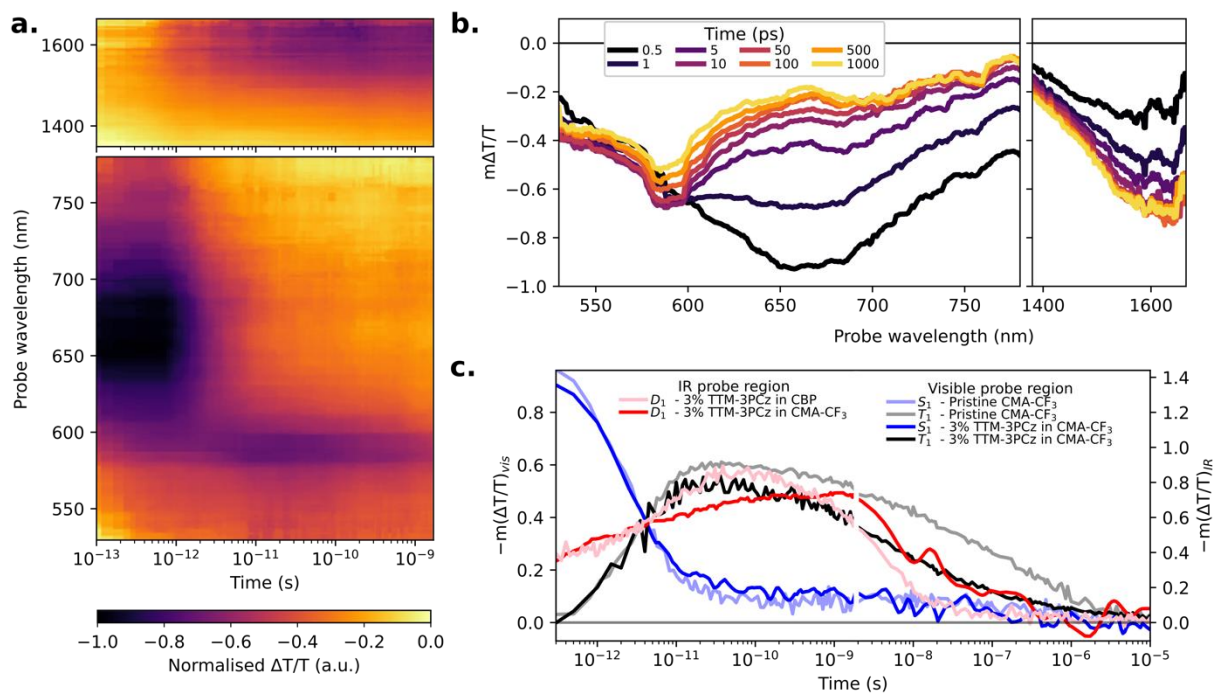 a.
1600
1400
Probe wavelength (nm)
750
700
650
600
550
10⁻¹³ 10⁻¹² 10⁻¹¹ 10⁻¹⁰ 10⁻⁹
Time (s)
−1.0 −0.8 −0.6 −0.4 −0.2 0.0
Normalised ΔT/T (a.u.)
b.
Time (ps)
0.5 5 50 500
1 10 100 1000
mΔT/T
0.0
−0.2
−0.4
−0.6
−0.8
−1.0
550 600 650 700 750 1400 1600
Probe wavelength (nm)
c.
IR probe region
D₁ - 3% TTM-3PCz in CBP
D₁ - 3% TTM-3PCz in CMA-CF₃
Visible probe region
S₁ - Pristine CMA-CF₃
T₁ - Pristine CMA-CF₃
S₁ - 3% TTM-3PCz in CMA-CF₃
T₁ - 3% TTM-3PCz in CMA-CF₃
−m(ΔT/T)vis
0.8
0.6
0.4
0.2
0.0
1.4
1.2
1.0
0.8
0.6
0.4
0.2
0.0
−m(ΔT/T)IR
10⁻¹² 10⁻¹¹ 10⁻¹⁰ 10⁻⁹ 10⁻⁸ 10⁻⁷ 10⁻⁶ 10⁻⁵
Time (s)